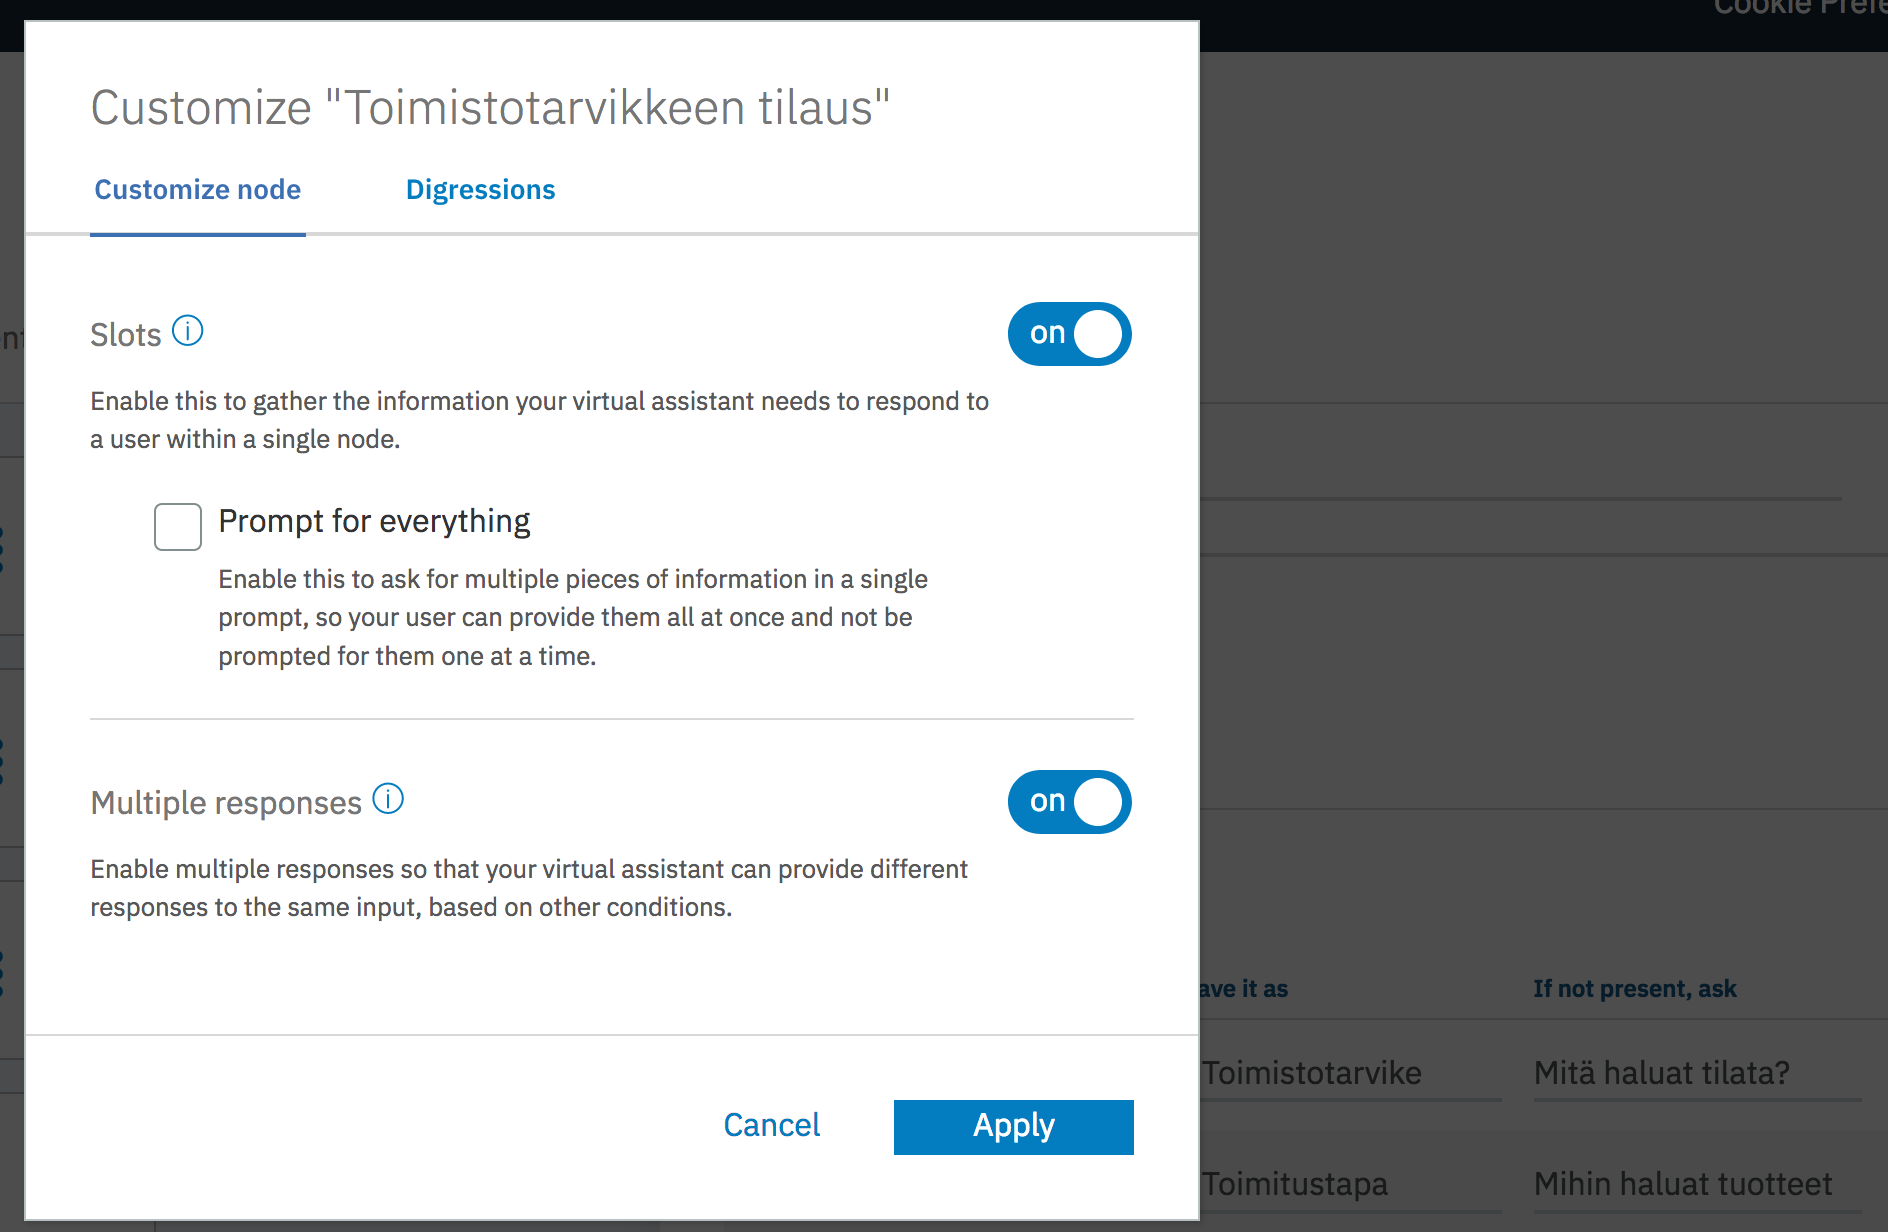 Cookie
Customize "Toimistotarvikkeen tilaus"
Customize node
Digressions
Slots
on
Enable this to gather the information your virtual assistant needs to respond to
a user within a single node.
Prompt for everything
Enable this to ask for multiple pieces of information in a single
prompt, so your user can provide them all at once and not be
prompted for them one at a time.
Multiple responses
on
Enable multiple responses so that your virtual assistant can provide different
responses to the same input, based on other conditions.
ave it as
If not present, ask
Toimistotarvike
Mitä haluat tilata?
Toimitustapa
Mihin haluat tuotteet
Cancel
Apply